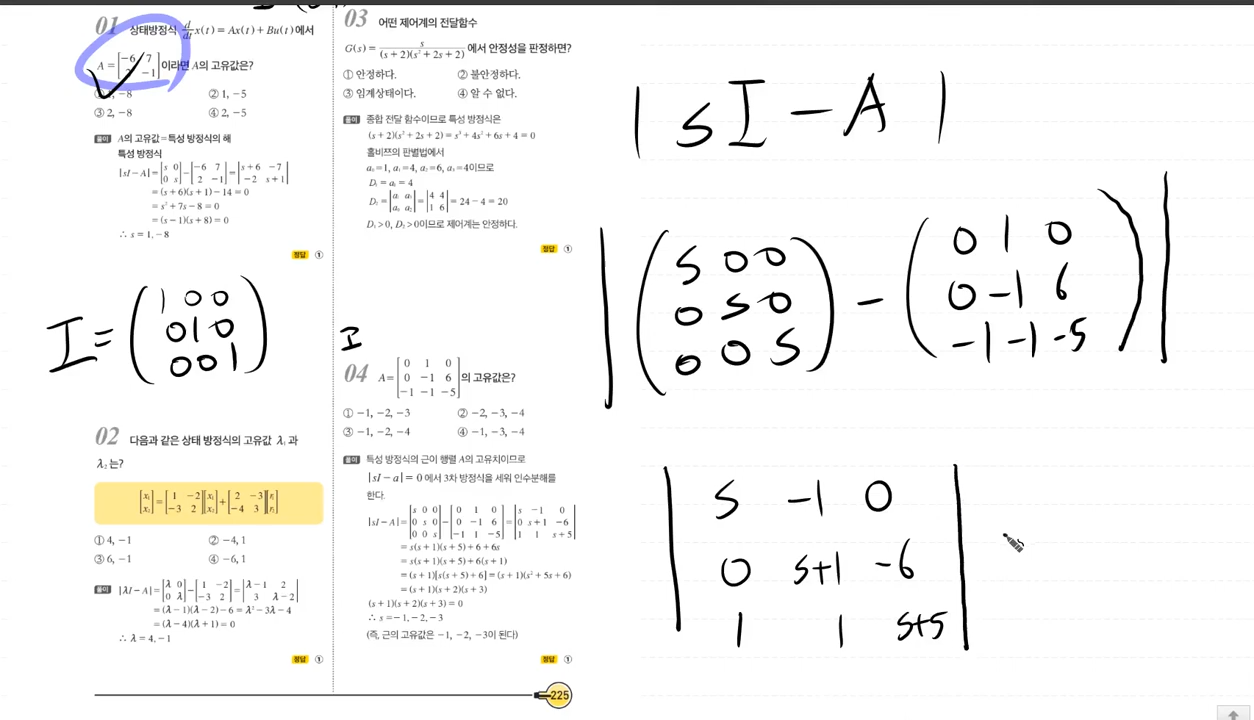 01 상태방정식 d/dt x(t) = Ax(t) + Bu(t)에서
A = [−6 7; 2 −1] 이라면 A의 고유값은?
, −8 ② 1, −5
③ 2, −8 ④ 2, −5
풀이 A의 고유값=특성 방정식의 해
특성 방정식
|sI−A| = |[s 0; 0 s] − [−6 7; 2 −1]| = |s+6 −7; −2 s+1|
= (s+6)(s+1)−14 = 0
= s²+7s−8 = 0
= (s−1)(s+8) = 0
∴ s = 1, −8
정답 ①
I = (1 0 0; 0 1 0; 0 0 1)
02 다음과 같은 상태 방정식의 고유값 λ₁과
λ₂는?
[x₁; x₂] = [1 −2; −3 2][x₁; x₂] + [2 −3; −4 3][r₁; r₂]
① 4, −1 ② −4, 1
③ 6, −1 ④ −6, 1
풀이 |λI−A| = |[λ 0; 0 λ] − [1 −2; −3 2]| = |λ−1 2; 3 λ−2|
= (λ−1)(λ−2)−6 = λ²−3λ−4
= (λ−4)(λ+1) = 0
∴ λ = 4, −1
정답 ①
03 어떤 제어계의 전달함수
G(s) = s/((s+2)(s²+2s+2)) 에서 안정성을 판정하면?
① 안정하다. ② 불안정하다.
③ 임계상태이다. ④ 알 수 없다.
풀이 종합 전달 함수이므로 특성 방정식은
(s+2)(s²+2s+2) = s³+4s²+6s+4 = 0
홀비쯔의 판별법에서
a₀=1, a₁=4, a₂=6, a₃=4이므로
D₁ = a₁ = 4
D₂ = |a₁ a₃; a₀ a₂| = |4 4; 1 6| = 24−4 = 20
D₁>0, D₂>0이므로 제어계는 안정하다.
정답 ①
I
04 A = [0 1 0; 0 −1 6; −1 −1 −5] 의 고유값은?
① −1, −2, −3 ② −2, −3, −4
③ −1, −2, −4 ④ −1, −3, −4
풀이 특성 방정식의 근이 행렬 A의 고유치이므로
|sI−a| = 0 에서 3차 방정식을 세워 인수분해를
한다.
|sI−A| = |[s 0 0; 0 s 0; 0 0 s] − [0 1 0; 0 −1 6; −1 1 −5]| = |s −1 0; 0 s+1 −6; 1 1 s+5|
= s(s+1)(s+5)+6+6s
= s(s+1)(s+5)+6(s+1)
= (s+1)[s(s+5)+6] = (s+1)(s²+5s+6)
= (s+1)(s+2)(s+3)
(s+1)(s+2)(s+3) = 0
∴ s = −1, −2, −3
(즉, 근의 고유값은 −1, −2, −3이 된다)
정답 ①
225
| sI − A |
|(s 0 0; 0 s 0; 0 0 s) − (0 1 0; 0 −1 6; −1 −1 −5)|
|s −1 0; 0 s+1 −6; 1 1 s+5|